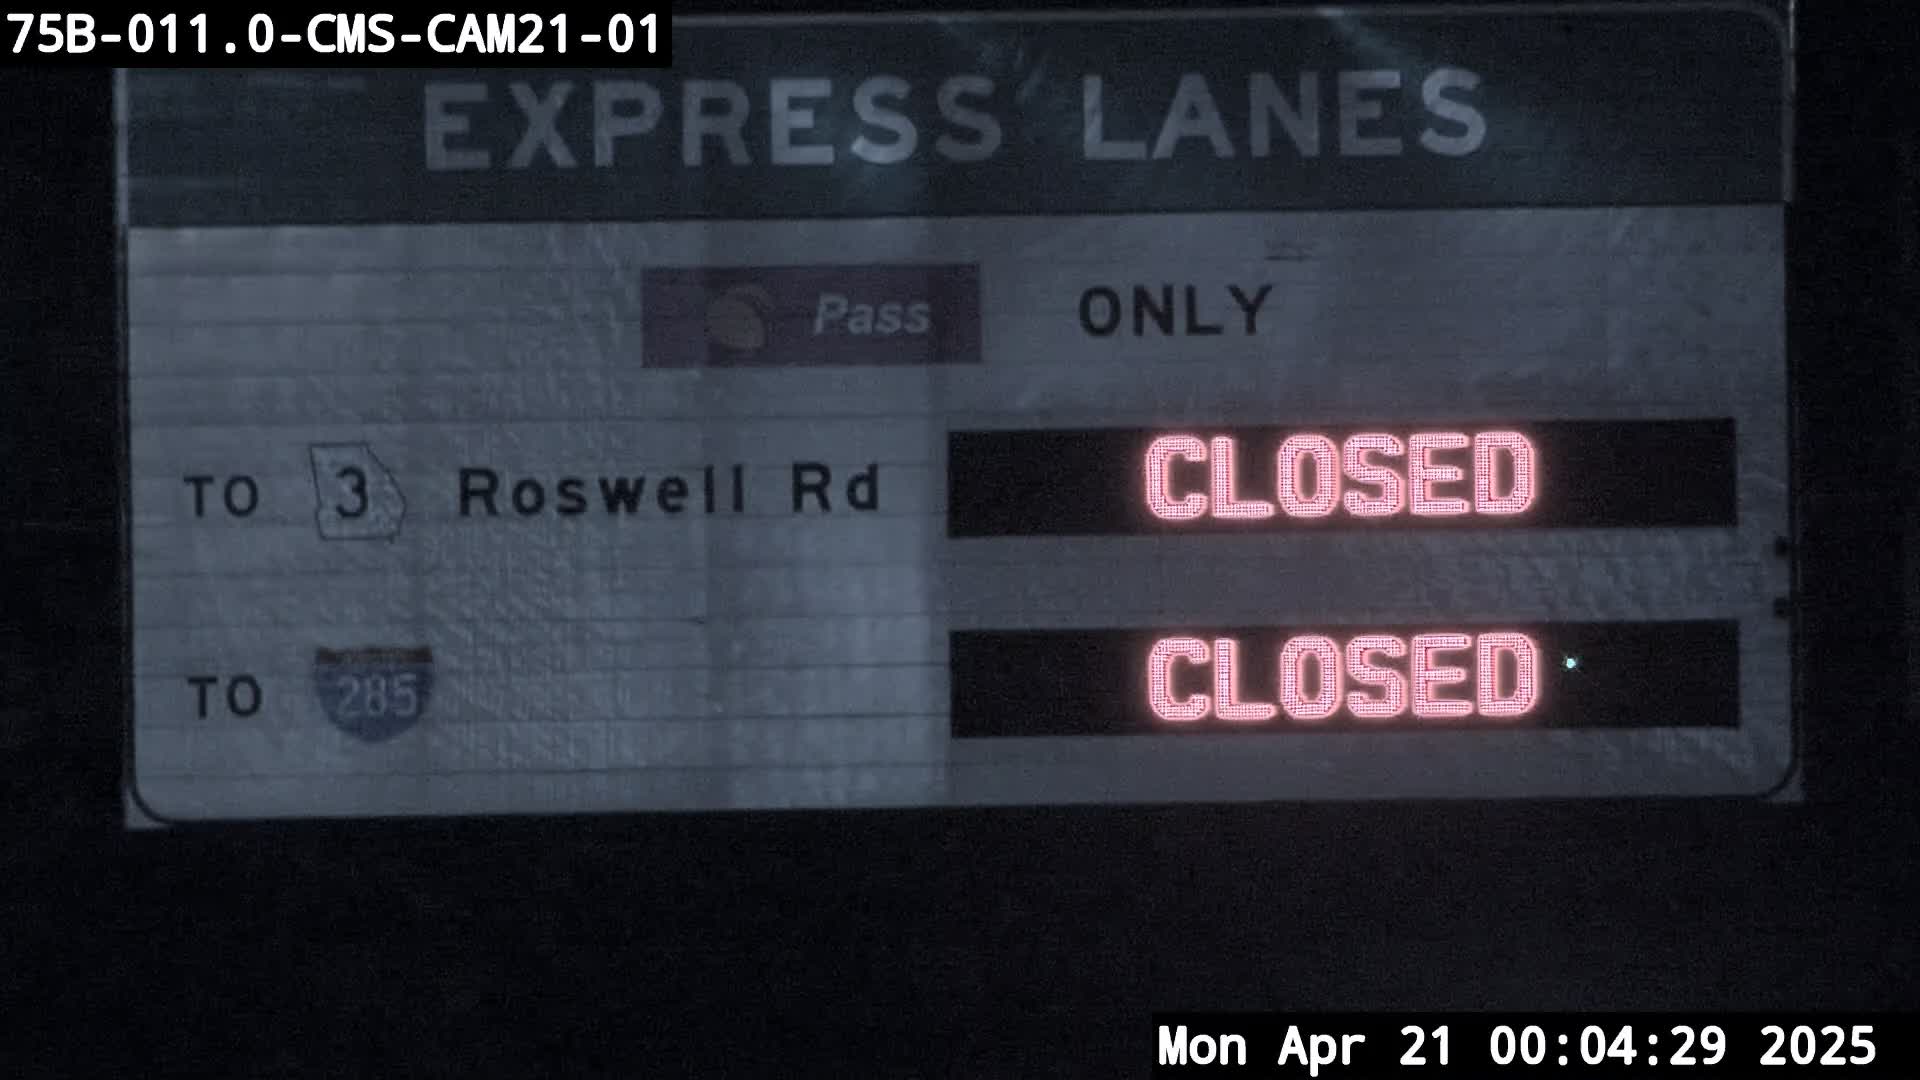 75B-011.0-CMS-CAM21-01
EXPRESS LANES
Pass ONLY
TO 3 Roswell Rd CLOSED
TO 285 CLOSED
Mon Apr 21 00:04:29 2025